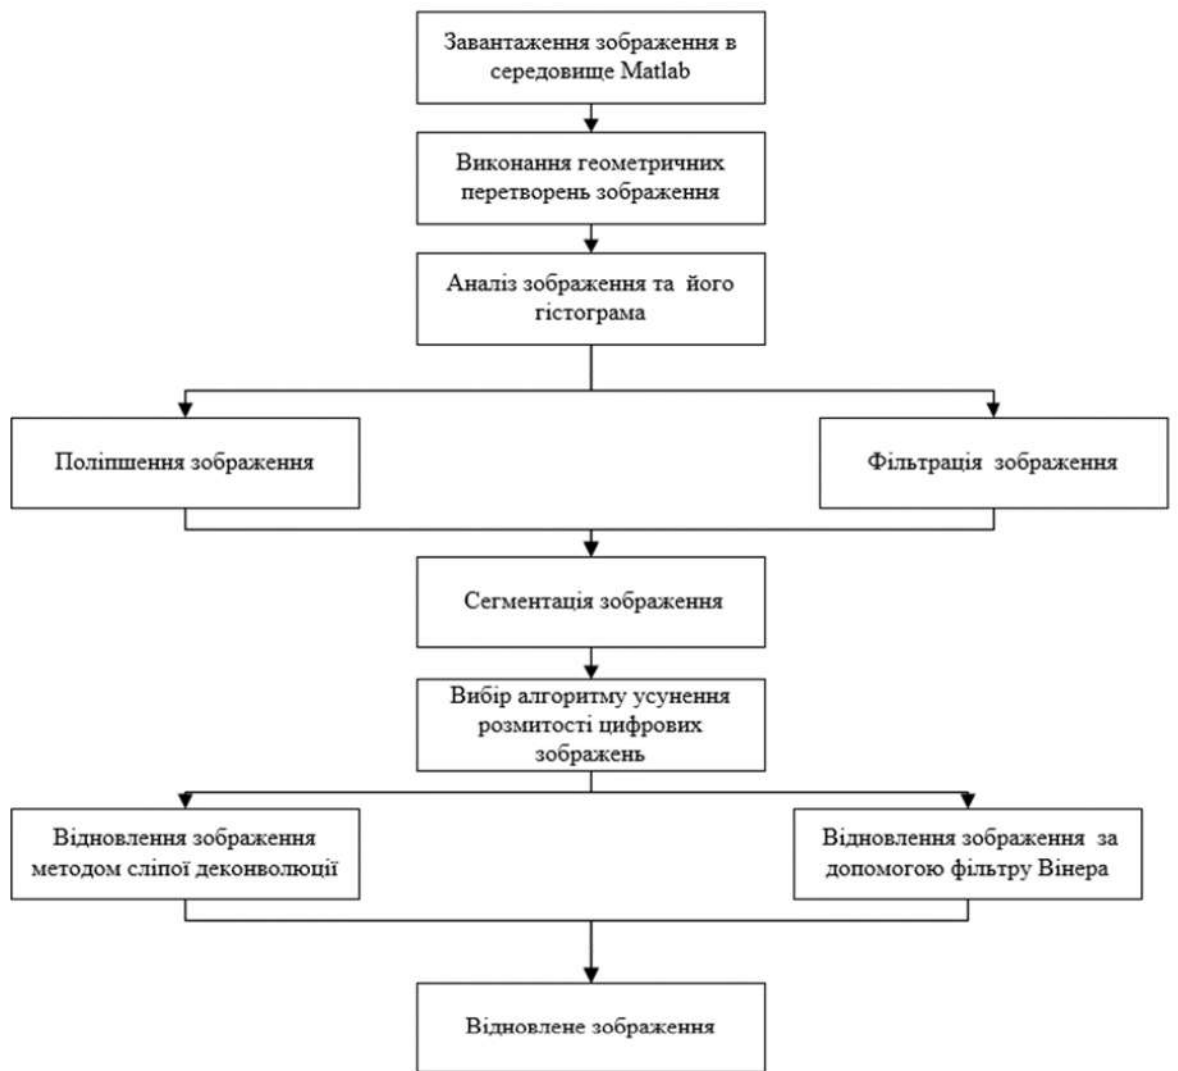 Завантаження зображення в
середовище Matlab
Виконання геометричних
перетворень зображення
Аналіз зображення та його
гістограма
Поліпшення зображення
Фільтрація зображення
Сегментація зображення
Вибір алгоритму усунення
розмитості цифрових
зображень
Відновлення зображення
методом сліпої деконволюції
Відновлення зображення за
допомогою фільтру Вінера
Відновлене зображення